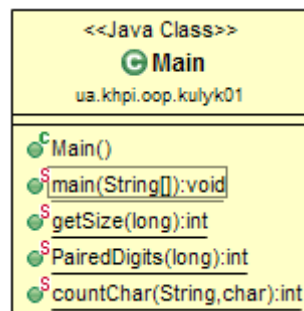 <<Java Class>>
C Main
ua.khpi.oop.kulyk01
C Main()
S main(String[]):void
S getSize(long):int
S PairedDigits(long):int
S countChar(String,char):int